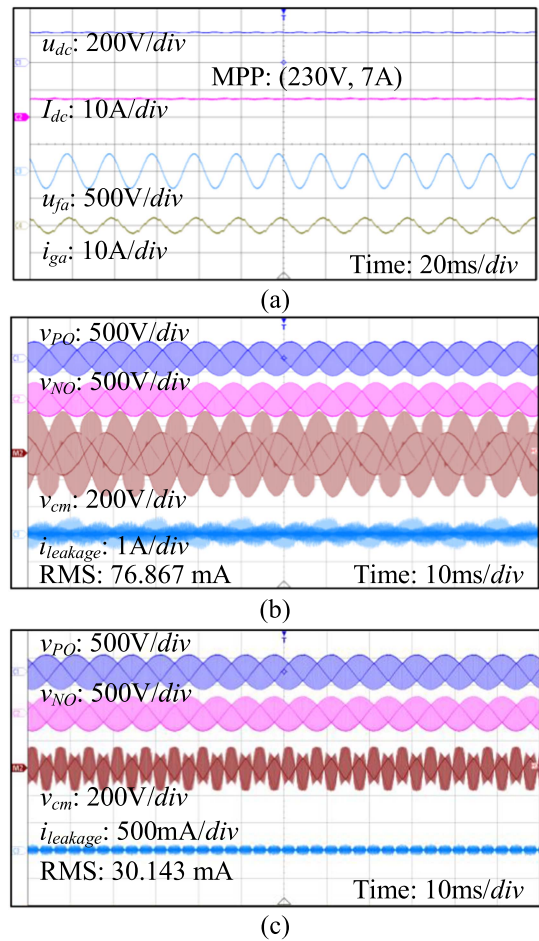 T
u_dc: 200V/div
MPP: (230V, 7A)
I_dc: 10A/div
u_fa: 500V/div
i_ga: 10A/div
Time: 20ms/div
(a)
T
v_PO: 500V/div
v_NO: 500V/div
M2
v_cm: 200V/div
i_leakage: 1A/div
RMS: 76.867 mA
Time: 10ms/div
(b)
T
v_PO: 500V/div
v_NO: 500V/div
v_cm: 200V/div
i_leakage: 500mA/div
RMS: 30.143 mA
Time: 10ms/div
(c)